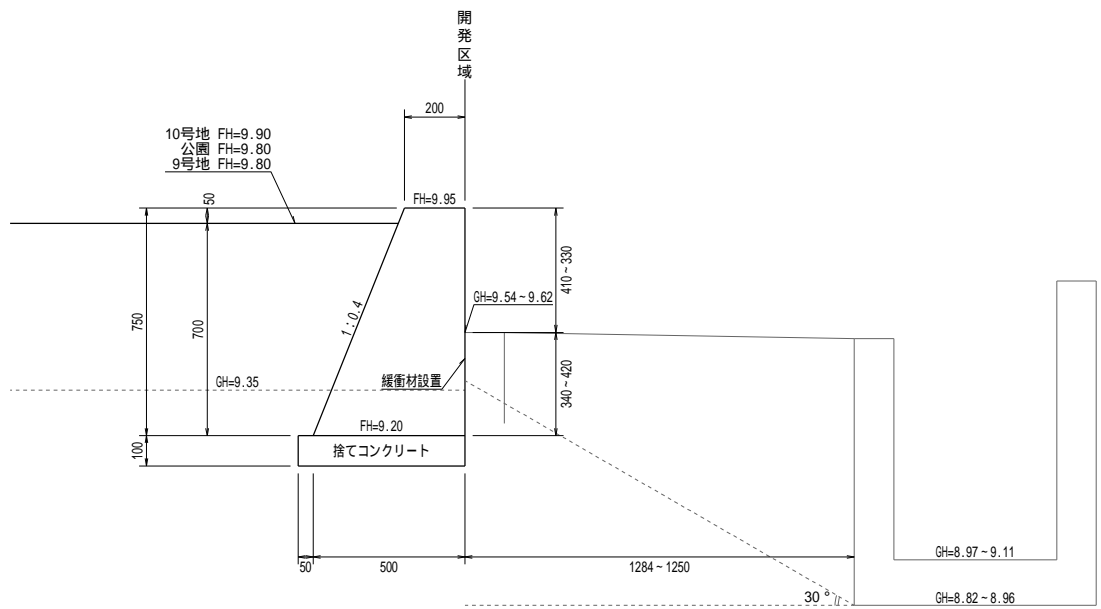 開発区域
200
10号地 FH=9.90
公園 FH=9.80
9号地 FH=9.80
50
FH=9.95
410~330
GH=9.54~9.62
1:0.4
750
700
GH=9.35
緩衝材設置
340~420
FH=9.20
捨てコンクリート
100
50
500
1284~1250
GH=8.97~9.11
30°
GH=8.82~8.96